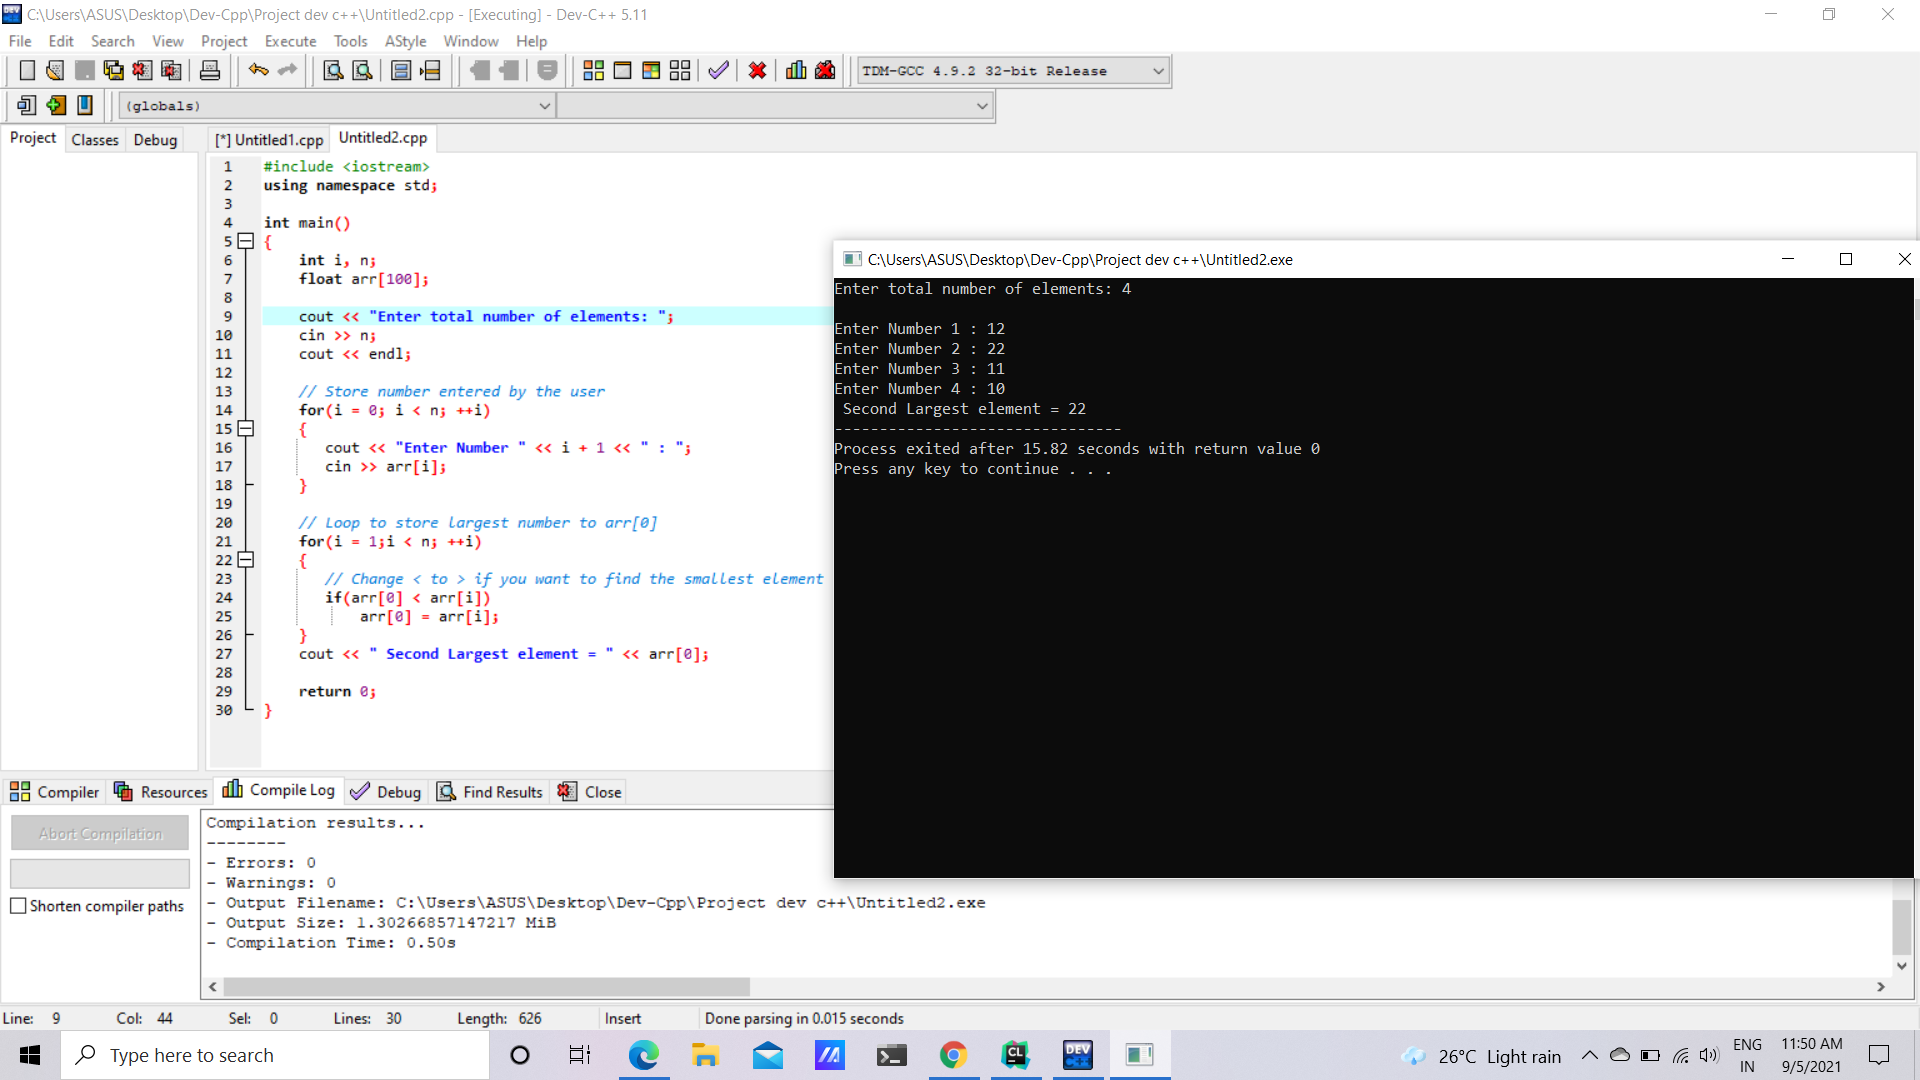 C:\Users\ASUS\Desktop\Dev-Cpp\Project dev c++\Untitled2.cpp - [Executing] - Dev-C++ 5.11
File Edit Search View Project Execute Tools AStyle Window Help
TDM-GCC 4.9.2 32-bit Release
(globals)
Project Classes Debug [*] Untitled1.cpp Untitled2.cpp
1 #include <iostream>
2 using namespace std;
3
4 int main()
5 {
6 int i, n;
7 float arr[100];
8
9 cout << "Enter total number of elements: ";
10 cin >> n;
11 cout << endl;
12
13 // Store number entered by the user
14 for(i = 0; i < n; ++i)
15 {
16 cout << "Enter Number " << i + 1 << " : ";
17 cin >> arr[i];
18 }
19
20 // Loop to store largest number to arr[0]
21 for(i = 1;i < n; ++i)
22 {
23 // Change < to > if you want to find the smallest element
24 if(arr[0] < arr[i])
25 arr[0] = arr[i];
26 }
27 cout << " Second Largest element = " << arr[0];
28
29 return 0;
30 }
C:\Users\ASUS\Desktop\Dev-Cpp\Project dev c++\Untitled2.exe
Enter total number of elements: 4
Enter Number 1 : 12
Enter Number 2 : 22
Enter Number 3 : 11
Enter Number 4 : 10
Second Largest element = 22
--------------------------------
Process exited after 15.82 seconds with return value 0
Press any key to continue . . .
Compiler Resources Compile Log Debug Find Results Close
Abort Compilation
Shorten compiler paths
Compilation results...
--------
- Errors: 0
- Warnings: 0
- Output Filename: C:\Users\ASUS\Desktop\Dev-Cpp\Project dev c++\Untitled2.exe
- Output Size: 1.30266857147217 MiB
- Compilation Time: 0.50s
Line: 9 Col: 44 Sel: 0 Lines: 30 Length: 626 Insert Done parsing in 0.015 seconds
Type here to search
CL
DEV C++
26°C Light rain
ENG
IN
11:50 AM
9/5/2021